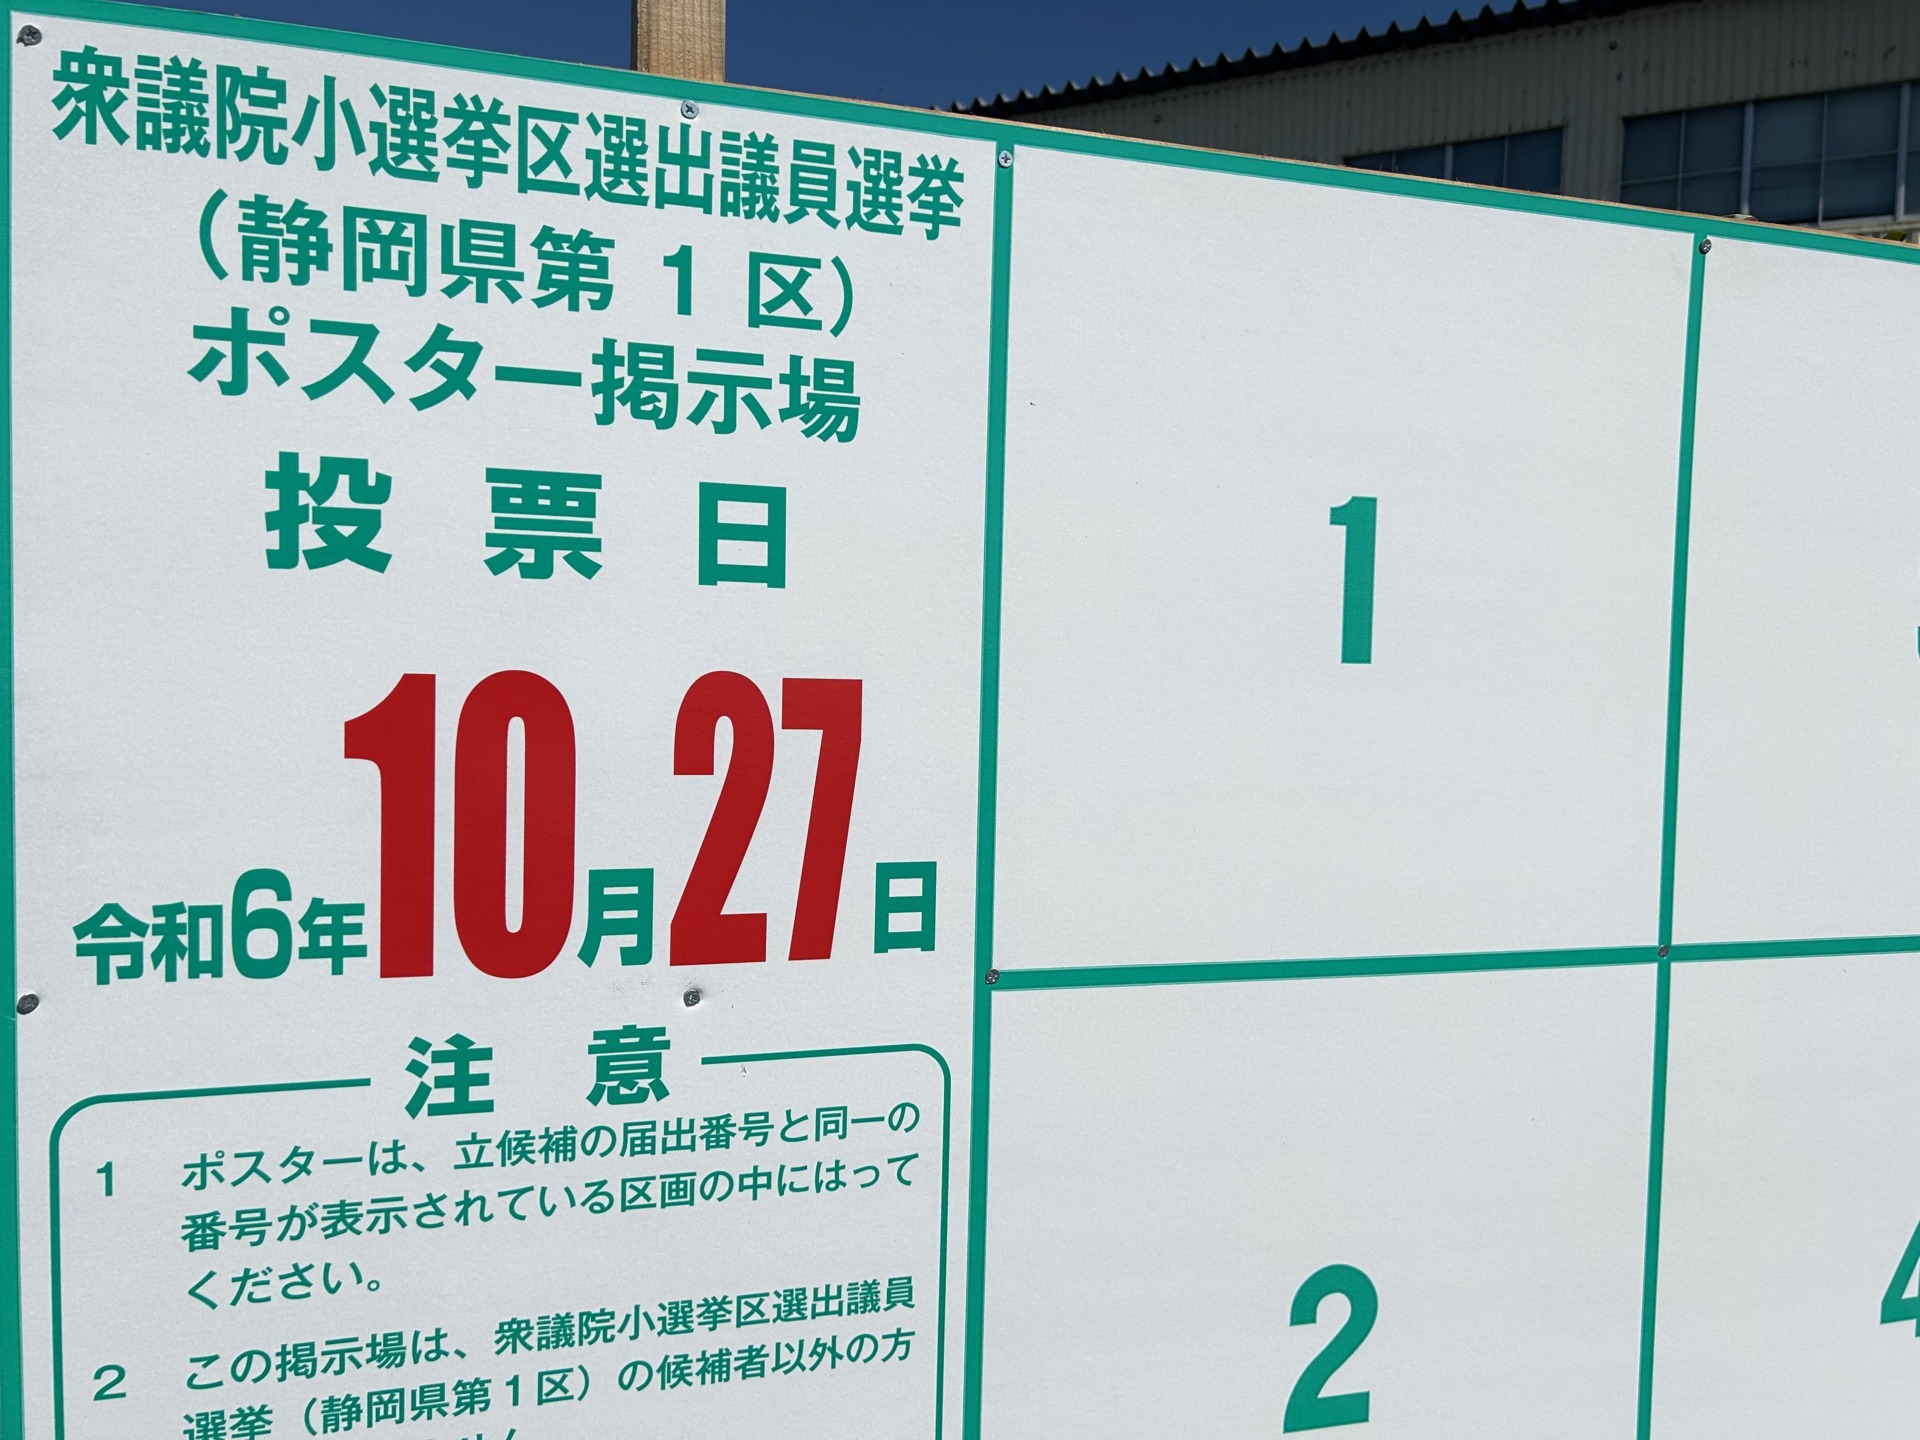 衆議院小選挙区選出議員選挙
（静岡県第1区）
ポスター掲示場
投票日
令和6年10月27日
注意
1 ポスターは、立候補の届出番号と同一の
番号が表示されている区画の中にはって
ください。
2 この掲示場は、衆議院小選挙区選出議員
選挙（静岡県第1区）の候補者以外の方
1
2
4